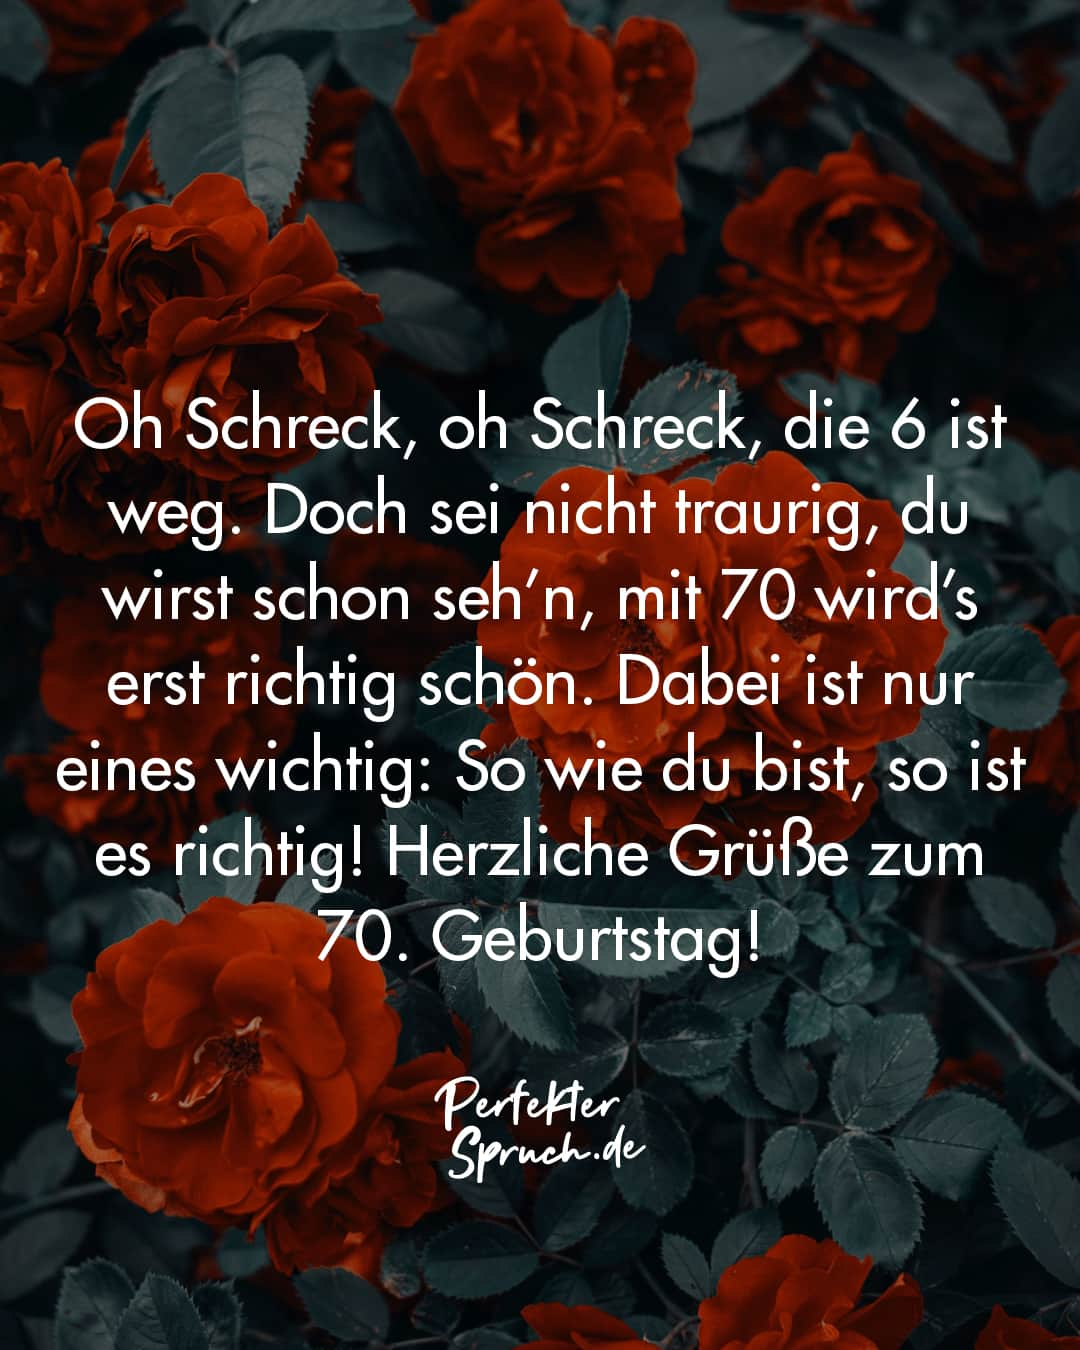 Oh Schreck, oh Schreck, die 6 ist
weg. Doch sei nicht traurig, du
wirst schon seh’n, mit 70 wird’s
erst richtig schön. Dabei ist nur
eines wichtig: So wie du bist, so ist
es richtig! Herzliche Grüße zum
70. Geburtstag!
Perfekter
Spruch.de